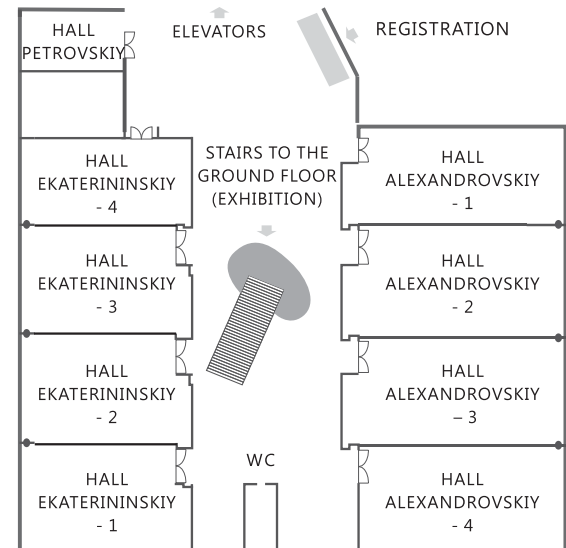 HALL
PETROVSKIY
ELEVATORS
REGISTRATION
HALL
EKATERININSKIY
- 4
STAIRS TO THE
GROUND FLOOR
(EXHIBITION)
HALL
ALEXANDROVSKIY
- 1
HALL
EKATERININSKIY
- 3
HALL
ALEXANDROVSKIY
- 2
HALL
EKATERININSKIY
- 2
HALL
ALEXANDROVSKIY
– 3
WC
HALL
EKATERININSKIY
- 1
HALL
ALEXANDROVSKIY
- 4